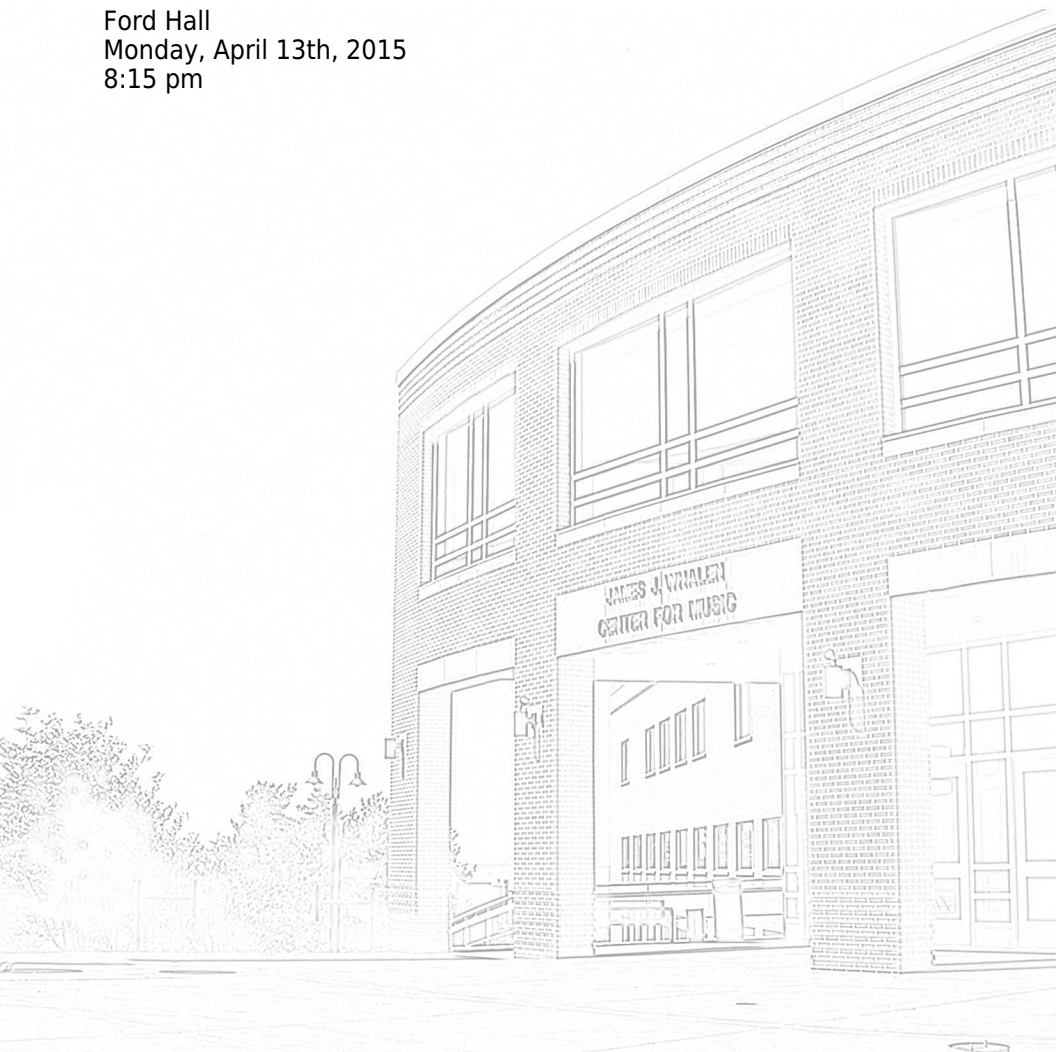 Ford Hall
Monday, April 13th, 2015
8:15 pm
JAMES J. WHALEN
CENTER FOR MUSIC